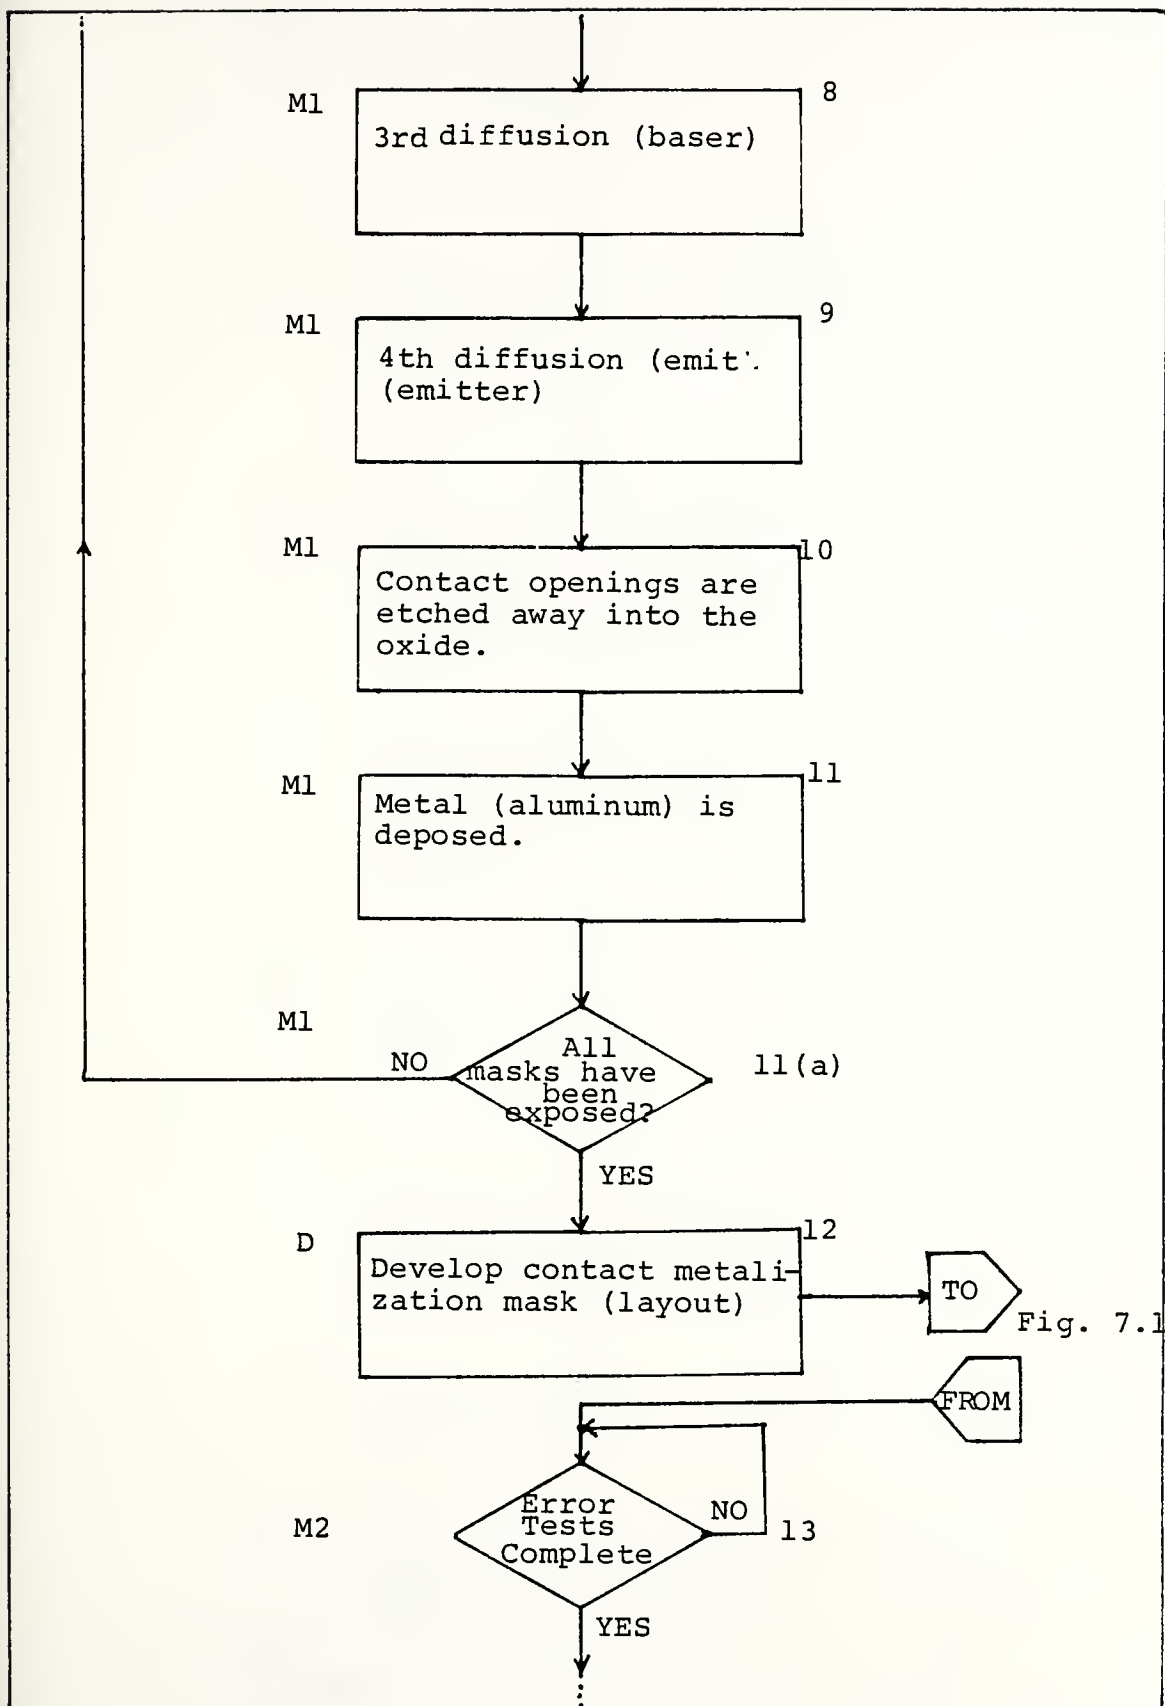 M1
8
3rd diffusion (baser)
M1
9
4th diffusion (emit'.
(emitter)
M1
10
Contact openings are
etched away into the
oxide.
M1
11
Metal (aluminum) is
deposed.
M1
NO
All
masks have
been
exposed?
11(a)
YES
D
12
Develop contact metali-
zation mask (layout)
TO
Fig. 7.1
FROM
M2
Error
Tests
Complete
NO
13
YES